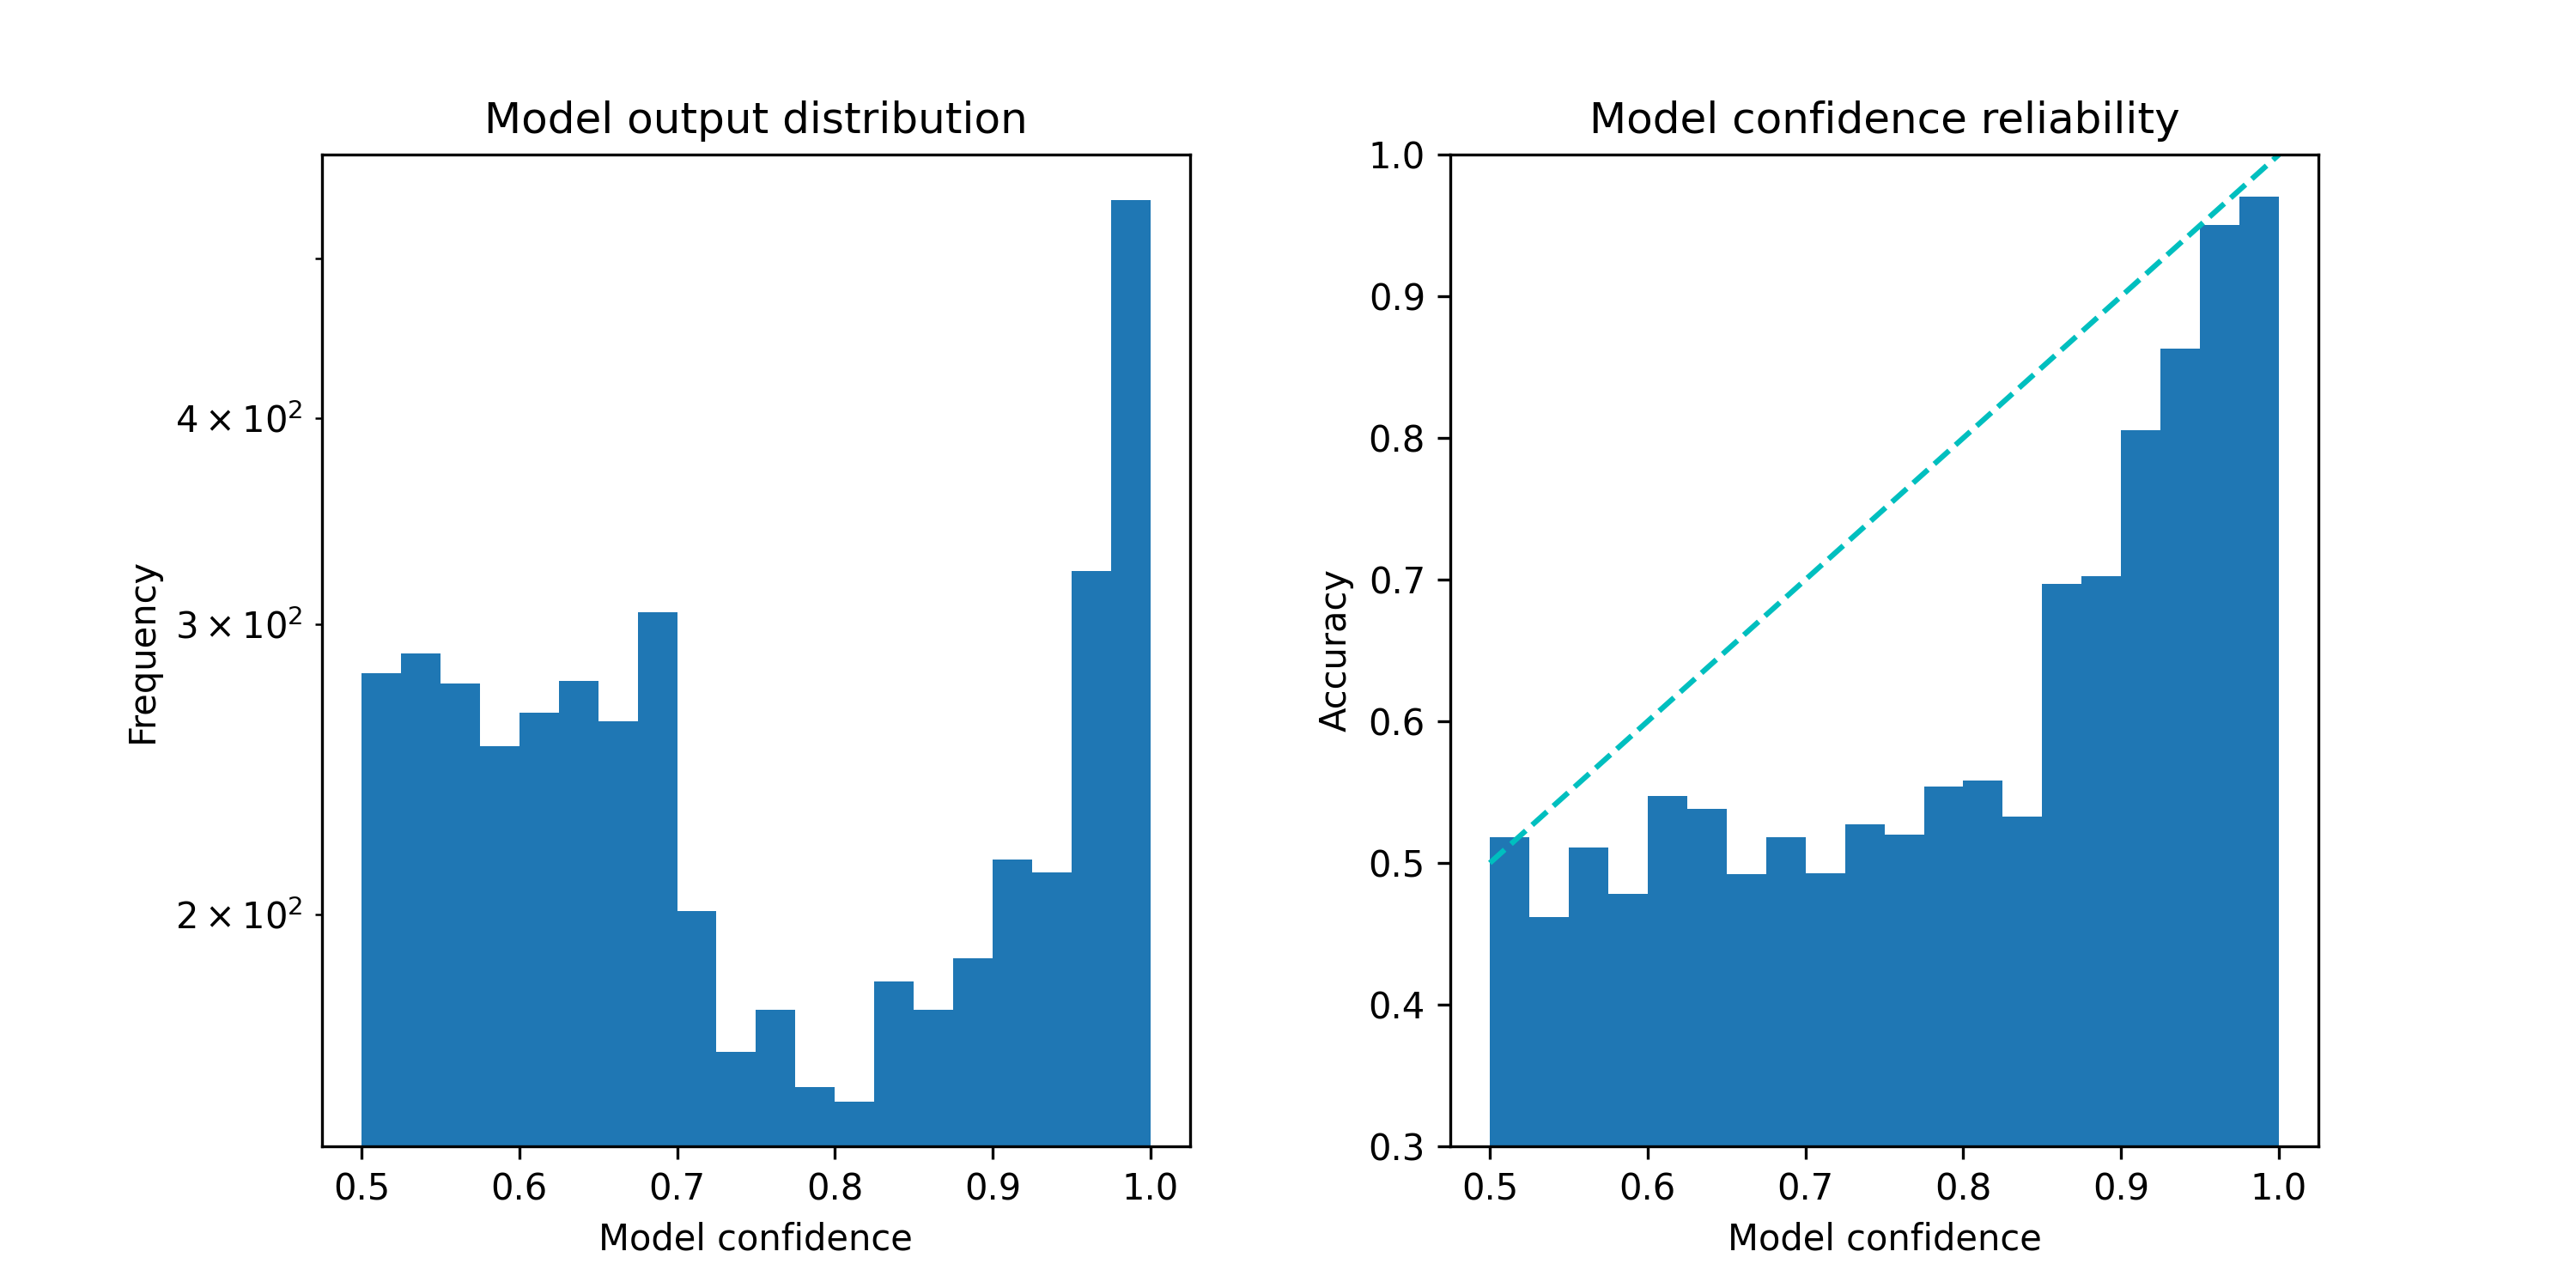 Model output distribution
Frequency
4 × 10²
3 × 10²
2 × 10²
0.5 0.6 0.7 0.8 0.9 1.0
Model confidence
Model confidence reliability
Accuracy
1.0
0.9
0.8
0.7
0.6
0.5
0.4
0.3
0.5 0.6 0.7 0.8 0.9 1.0
Model confidence